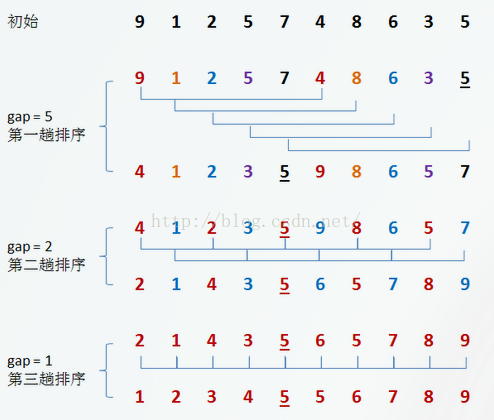 初始 9 1 2 5 7 4 8 6 3 5
9 1 2 5 7 4 8 6 3 5
gap = 5
第一趟排序
4 1 2 3 5 9 8 6 5 7
http://blog.csdn.net/
4 1 2 3 5 9 8 6 5 7
gap = 2
第二趟排序
2 1 4 3 5 6 5 7 8 9
2 1 4 3 5 6 5 7 8 9
gap = 1
第三趟排序
1 2 3 4 5 5 6 7 8 9